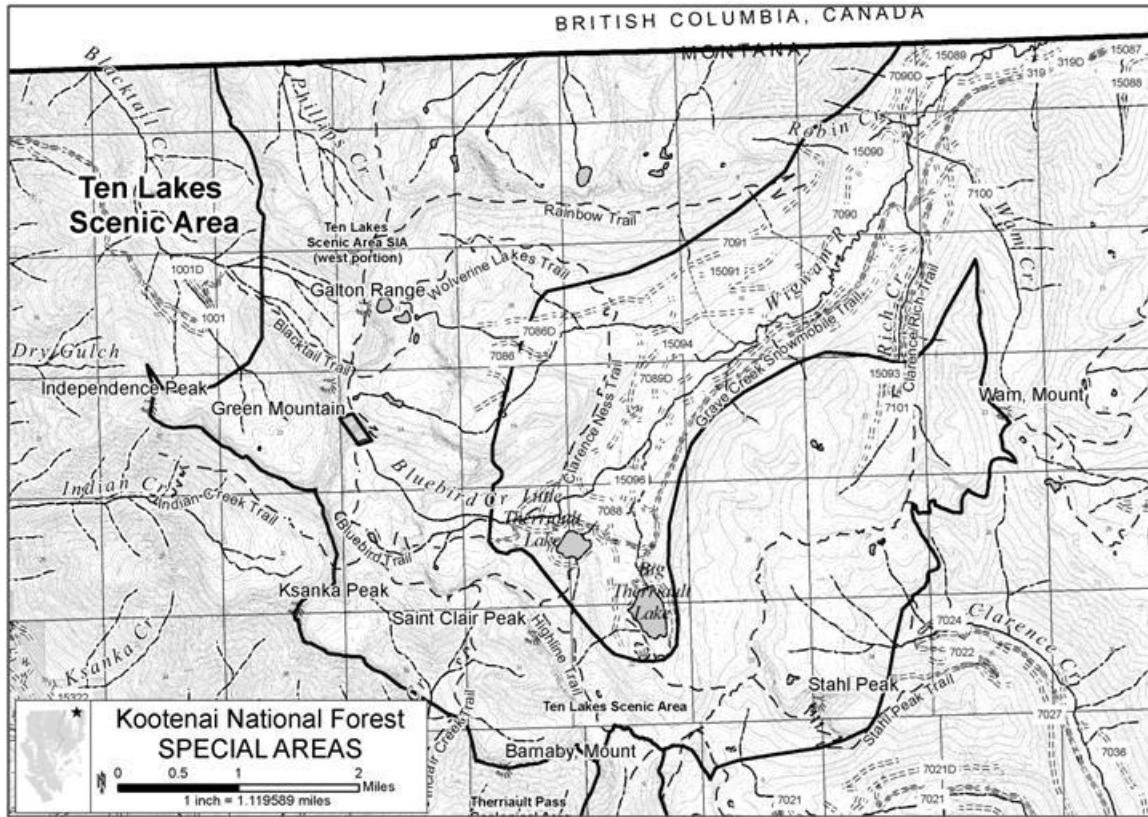 BRITISH COLUMBIA, CANADA
MONTANA
15089
15087
319D
319
7090D
15088
Blacktail Cr.
Phillips Cr
Robin Cr
15090
Ten Lakes
Scenic Area
7100
Rainbow Trail
Wam Cr
7090
Ten Lakes
Scenic Area SIA
(west portion)
7091
Wigwam R
1001D
Wolverine Lakes Trail
15091
Galton Range
Rich Cr
Clarence/Rich Trail
1001
7086D
15094
Grave Creek Snowmobile Trail
Blacktail Trail
Dry Gulch
7086
7089D
15093
Independence Peak
Clarence Ness Trail
7101
Wam, Mount
Green Mountain
Bluebird Cr
15096
Indian Cr
Indian Creek Trail
Little
Therriault
Lake
7088
Bluebird Trail
Big
Therriault
Lake
Ksanka Peak
Saint Clair Peak
Highline Trail
7024
Clarence Cr
7022
Ksanka Cr
Stahl Peak
15322
Stahl Peak Trail
Ten Lakes Scenic Area
7027
Kootenai National Forest
SPECIAL AREAS
Barnaby, Mount
7036
0 0.5 1 2
Miles
1 inch = 1.119589 miles
Clair Creek Trail
7021D
Therriault Pass
7021
7021